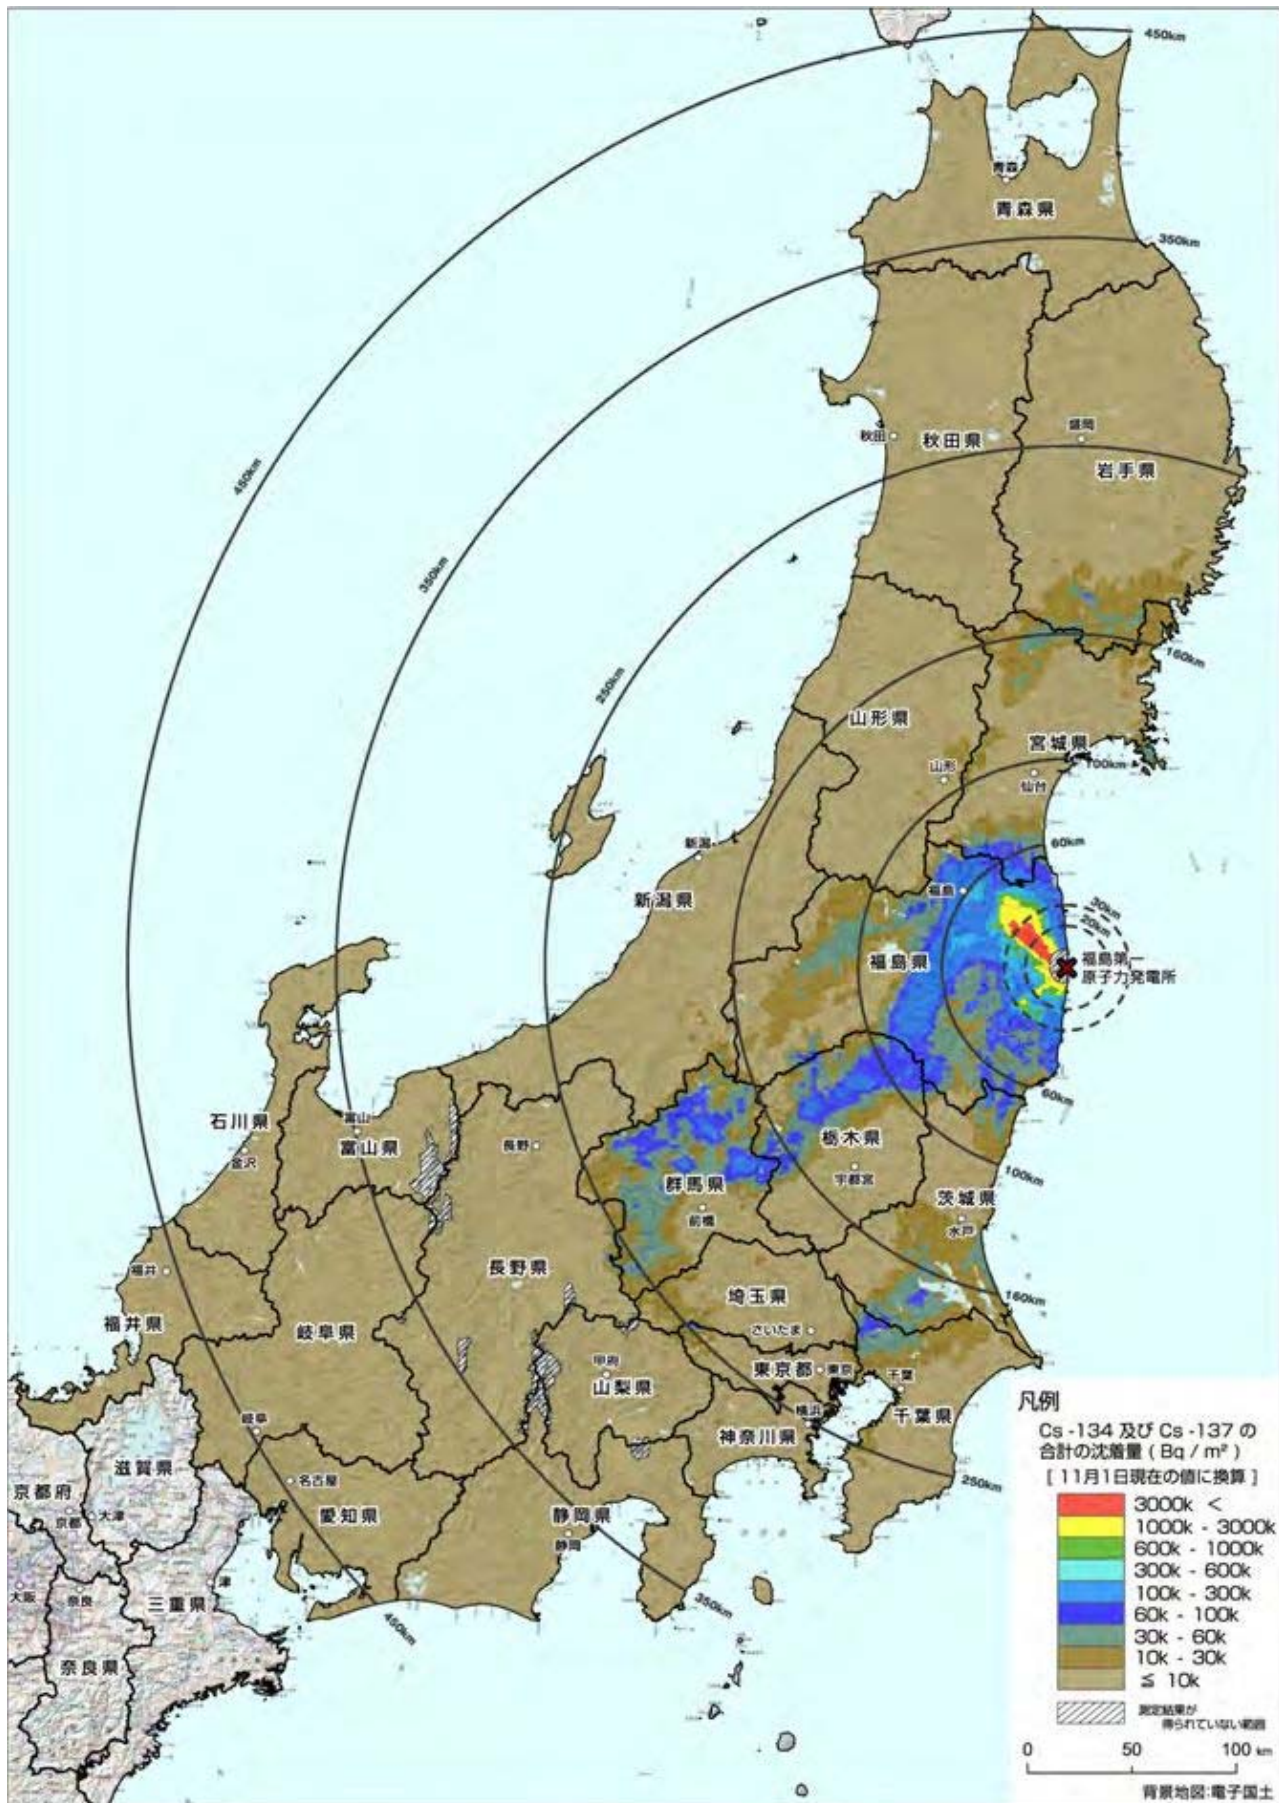 450km
青森
青森県
350km
秋田
秋田県
盛岡
岩手県
450km
350km
250km
160km
山形県
宮城県
山形
仙台
100km
新潟
60km
新潟県
福島
30km
20km
福島県
福島第一
原子力発電所
60km
石川県
富山
富山県
金沢
長野
栃木県
宇都宮
100km
群馬県
前橋
茨城県
水戸
長野県
福井
福井県
岐阜県
埼玉県
さいたま
160km
甲府
山梨県
東京都
東京
千葉
千葉県
横浜
神奈川県
岐阜
滋賀県
名古屋
愛知県
静岡県
静岡
250km
京都府
京都
大津
大阪
奈良
三重県
津
奈良県
450km
350km
凡例
Cs -134 及び Cs -137 の
合計の沈着量 ( Bq / m² )
[ 11月1日現在の値に換算 ]
3000k <
1000k - 3000k
600k - 1000k
300k - 600k
100k - 300k
60k - 100k
30k - 60k
10k - 30k
≦ 10k
測定結果が
得られていない範囲
0 50 100 km
背景地図:電子国土